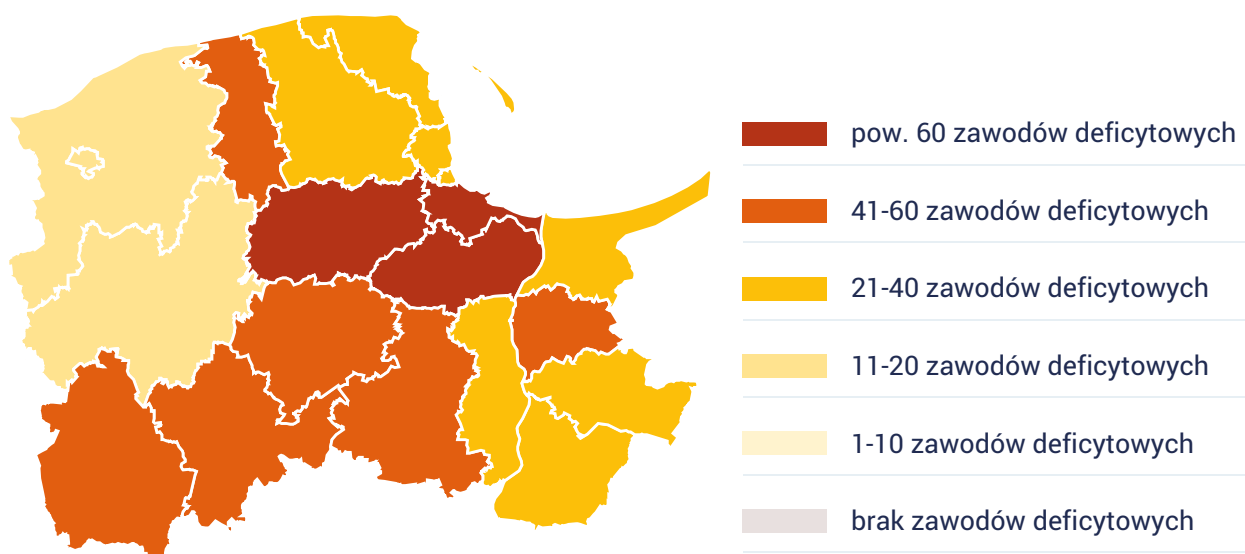 pow. 60 zawodów deficytowych
41-60 zawodów deficytowych
21-40 zawodów deficytowych
11-20 zawodów deficytowych
1-10 zawodów deficytowych
brak zawodów deficytowych